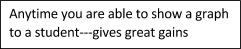 Anytime you are able to show a graph
to a student---gives great gains